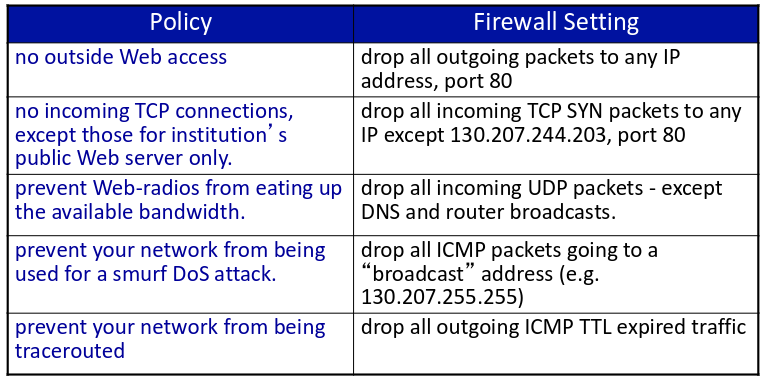 Policy
Firewall Setting
no outside Web access
drop all outgoing packets to any IP
address, port 80
no incoming TCP connections,
except those for institution’s
public Web server only.
drop all incoming TCP SYN packets to any
IP except 130.207.244.203, port 80
prevent Web-radios from eating up
the available bandwidth.
drop all incoming UDP packets - except
DNS and router broadcasts.
prevent your network from being
used for a smurf DoS attack.
drop all ICMP packets going to a
“broadcast” address (e.g.
130.207.255.255)
prevent your network from being
tracerouted
drop all outgoing ICMP TTL expired traffic